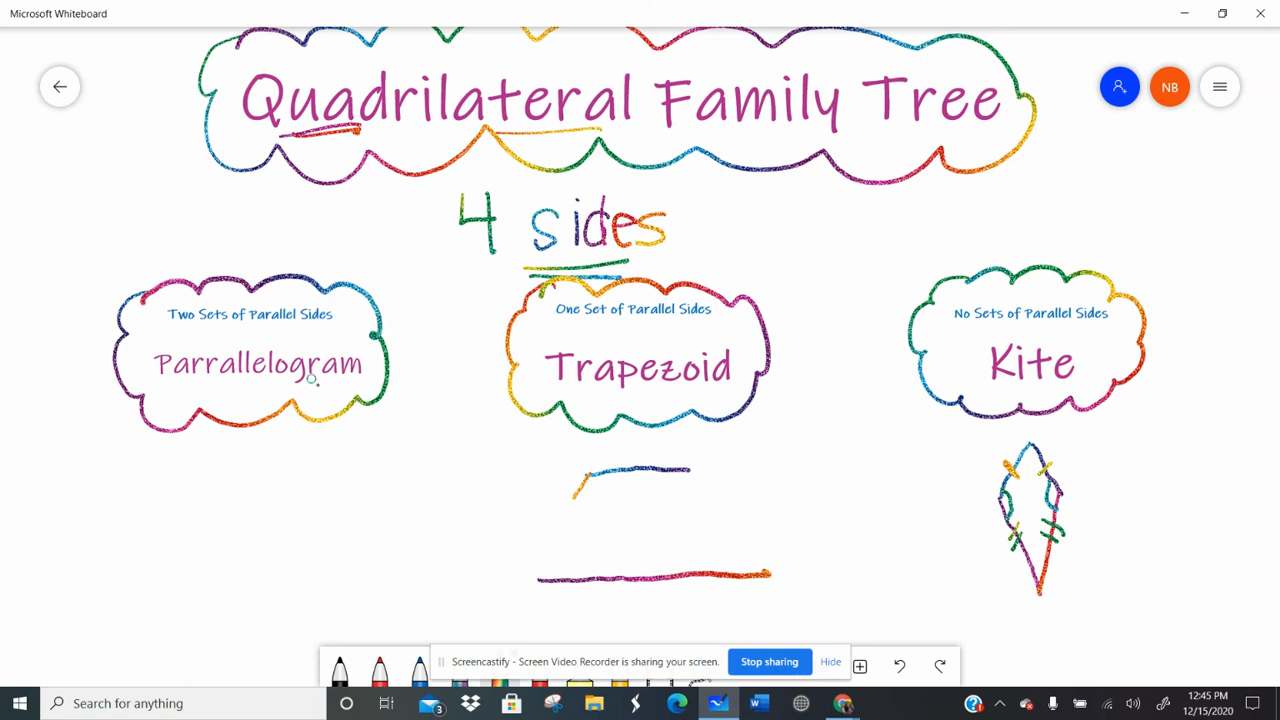 Microsoft Whiteboard
Quadrilateral Family Tree
NB
4 sides
Two Sets of Parallel Sides
Parrallelogram
One Set of Parallel Sides
Trapezoid
No Sets of Parallel Sides
Kite
Screencastify - Screen Video Recorder is sharing your screen.
Stop sharing
Hide
Search for anything
3
12:45 PM
12/15/2020